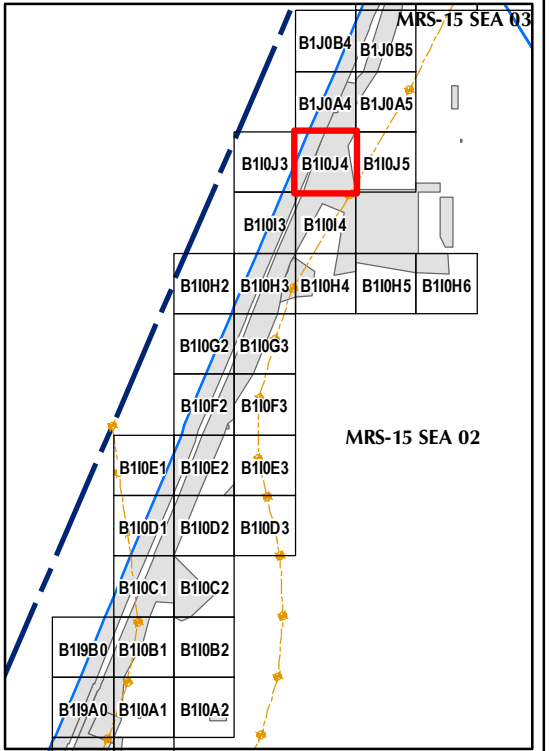 MRS-15 SEA 03
B1J0B4 B1J0B5
B1J0A4 B1J0A5
B1I0J3 B1I0J4 B1I0J5
B1I0I3 B1I0I4
B1I0H2 B1I0H3 B1I0H4 B1I0H5 B1I0H6
B1I0G2 B1I0G3
B1I0F2 B1I0F3
MRS-15 SEA 02
B1I0E1 B1I0E2 B1I0E3
B1I0D1 B1I0D2 B1I0D3
B1I0C1 B1I0C2
B1I9B0 B1I0B1 B1I0B2
B1I9A0 B1I0A1 B1I0A2